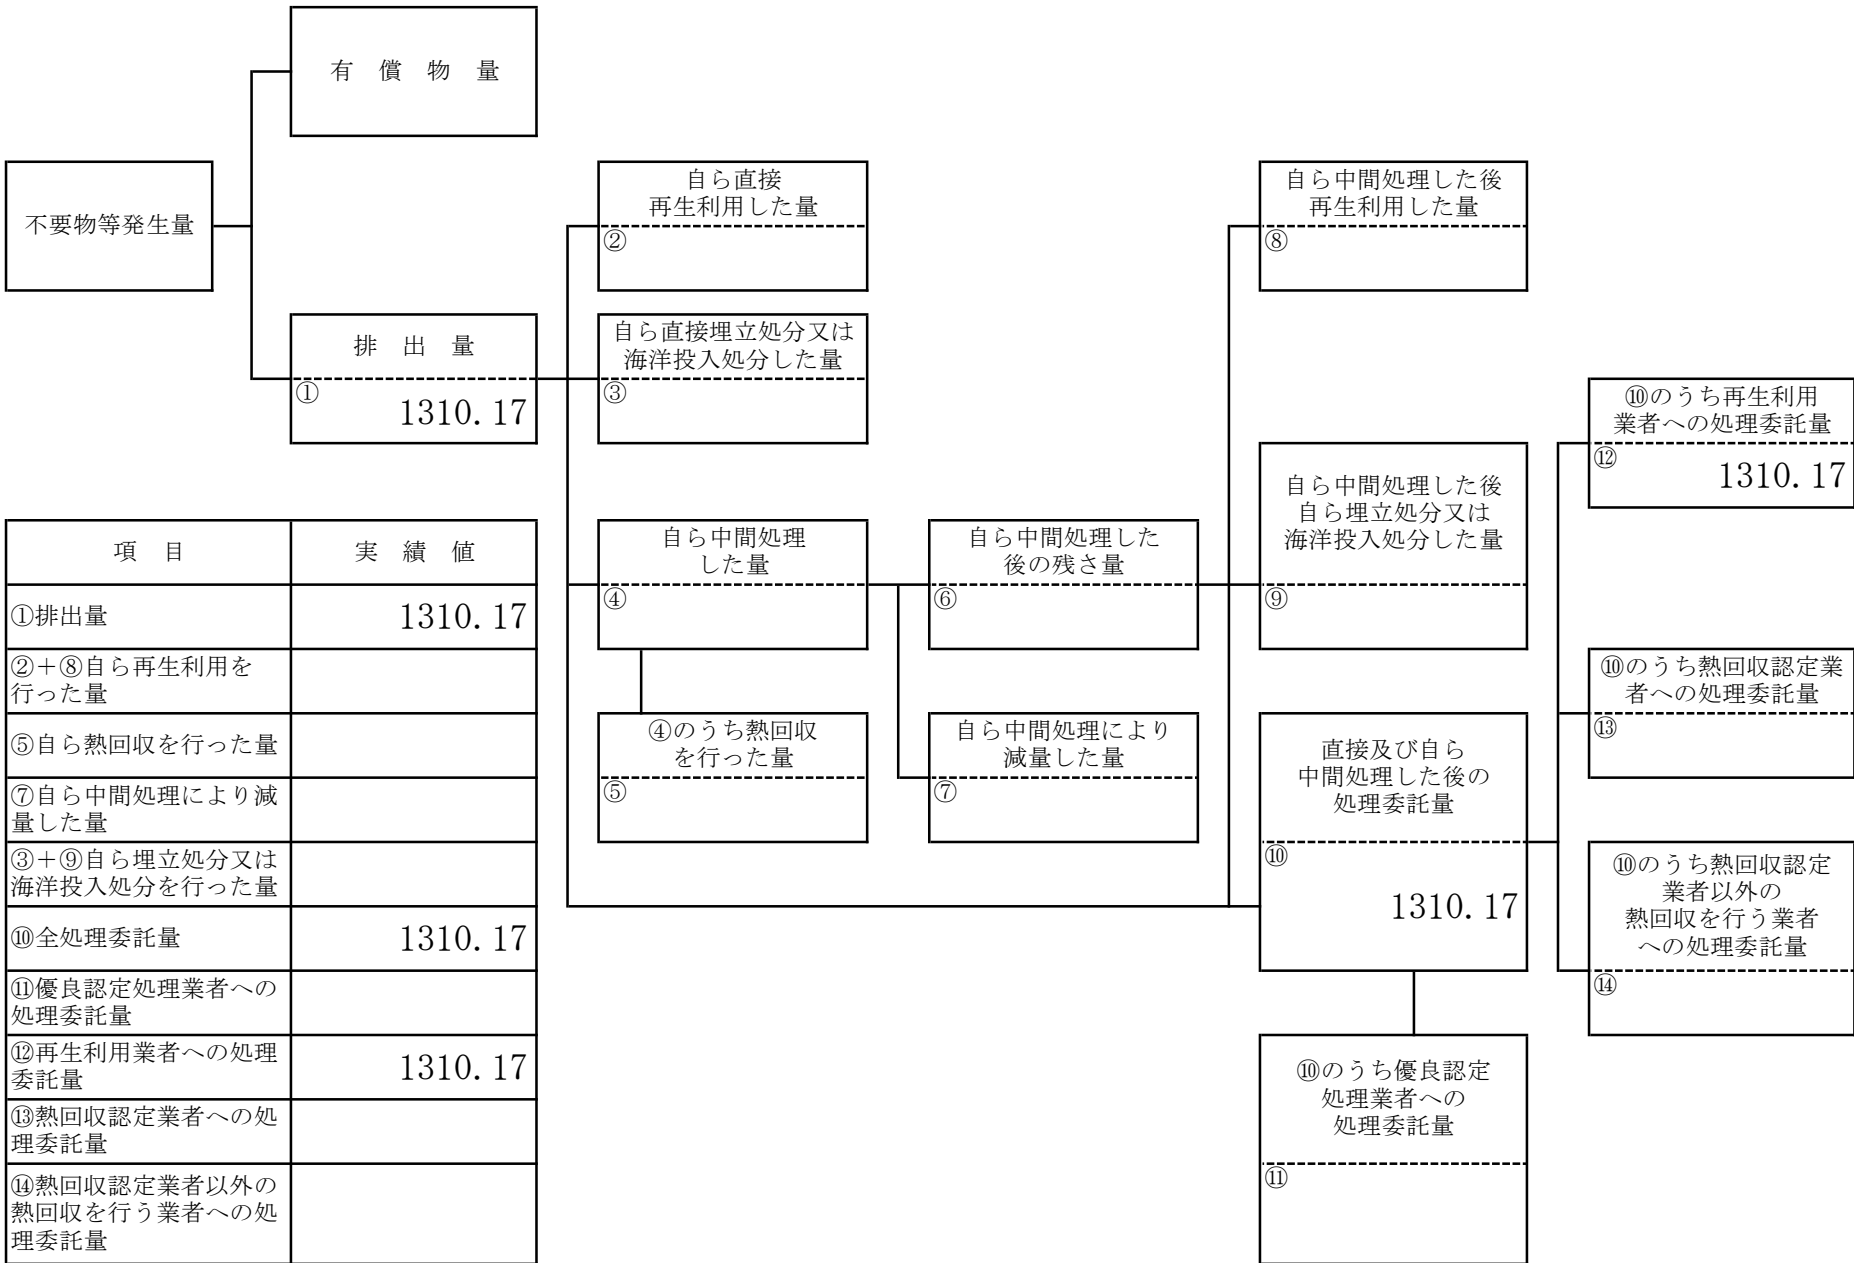 有 償 物 量
不要物等発生量
排 出 量
①
1310.17
自ら直接
再生利用した量
②
自ら直接埋立処分又は
海洋投入処分した量
③
自ら中間処理
した量
④
④のうち熱回収
を行った量
⑤
自ら中間処理した
後の残さ量
⑥
自ら中間処理により
減量した量
⑦
自ら中間処理した後
再生利用した量
⑧
自ら中間処理した後
自ら埋立処分又は
海洋投入処分した量
⑨
直接及び自ら
中間処理した後の
処理委託量
⑩
1310.17
⑩のうち優良認定
処理業者への
処理委託量
⑪
⑩のうち再生利用
業者への処理委託量
⑫
1310.17
⑩のうち熱回収認定業
者への処理委託量
⑬
⑩のうち熱回収認定
業者以外の
熱回収を行う業者
への処理委託量
⑭
項 目 実 績 値
①排出量 1310.17
②+⑧自ら再生利用を
行った量
⑤自ら熱回収を行った量
⑦自ら中間処理により減
量した量
③+⑨自ら埋立処分又は
海洋投入処分を行った量
⑩全処理委託量 1310.17
⑪優良認定処理業者への
処理委託量
⑫再生利用業者への処理
委託量 1310.17
⑬熱回収認定業者への処
理委託量
⑭熱回収認定業者以外の
熱回収を行う業者への処
理委託量